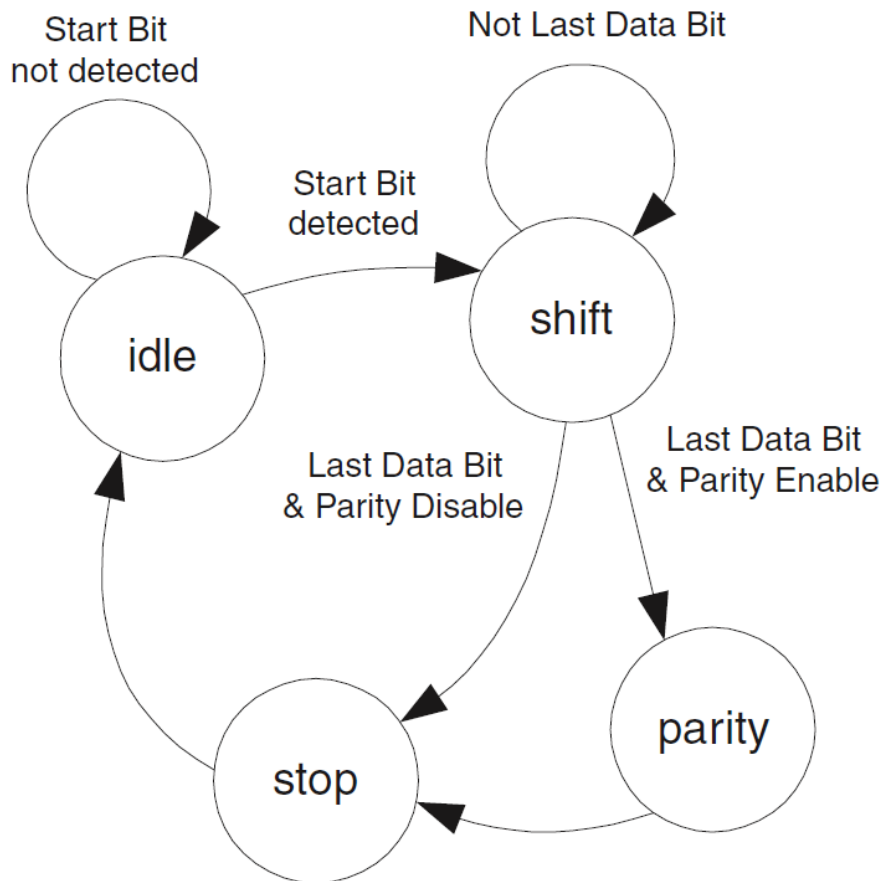 Start Bit
not detected
Not Last Data Bit
Start Bit
detected
idle
shift
Last Data Bit
& Parity Disable
Last Data Bit
& Parity Enable
stop
parity